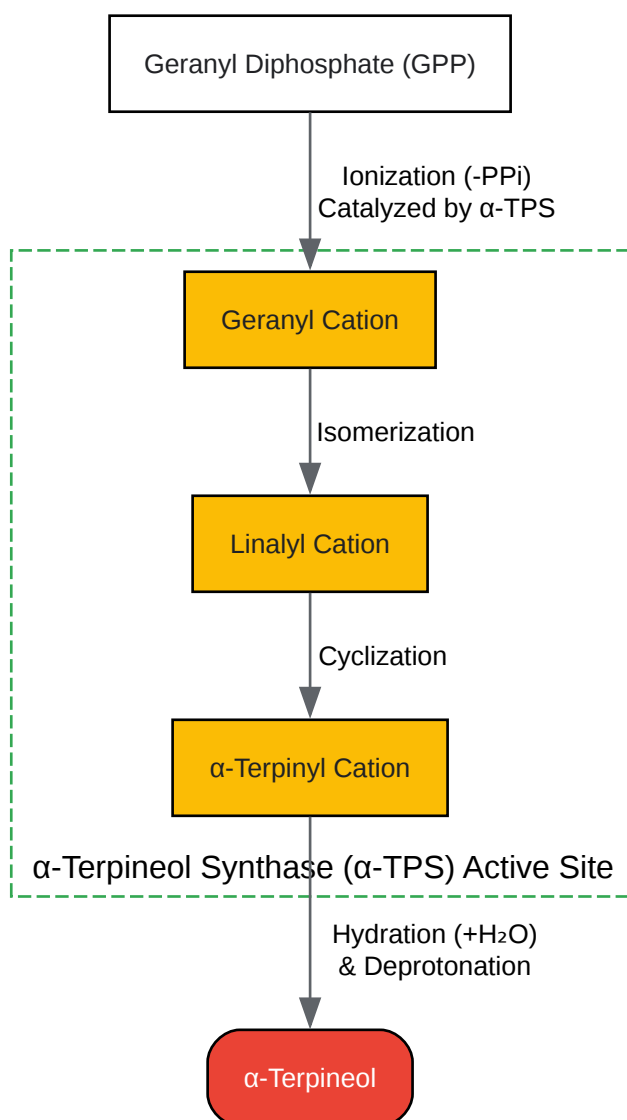 Geranyl Diphosphate (GPP)
Ionization (-PPi)
Catalyzed by α-TPS
Geranyl Cation
Isomerization
Linalyl Cation
Cyclization
α-Terpinyl Cation
α-Terpineol Synthase (α-TPS) Active Site
Hydration (+H₂O)
& Deprotonation
α-Terpineol